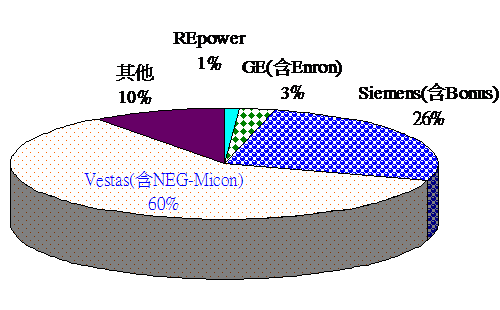 REpower
1%
GE(含Enron)
3%
其他
10%
Siemens(含Bonus)
26%
Vestas(含NEG-Micon)
60%